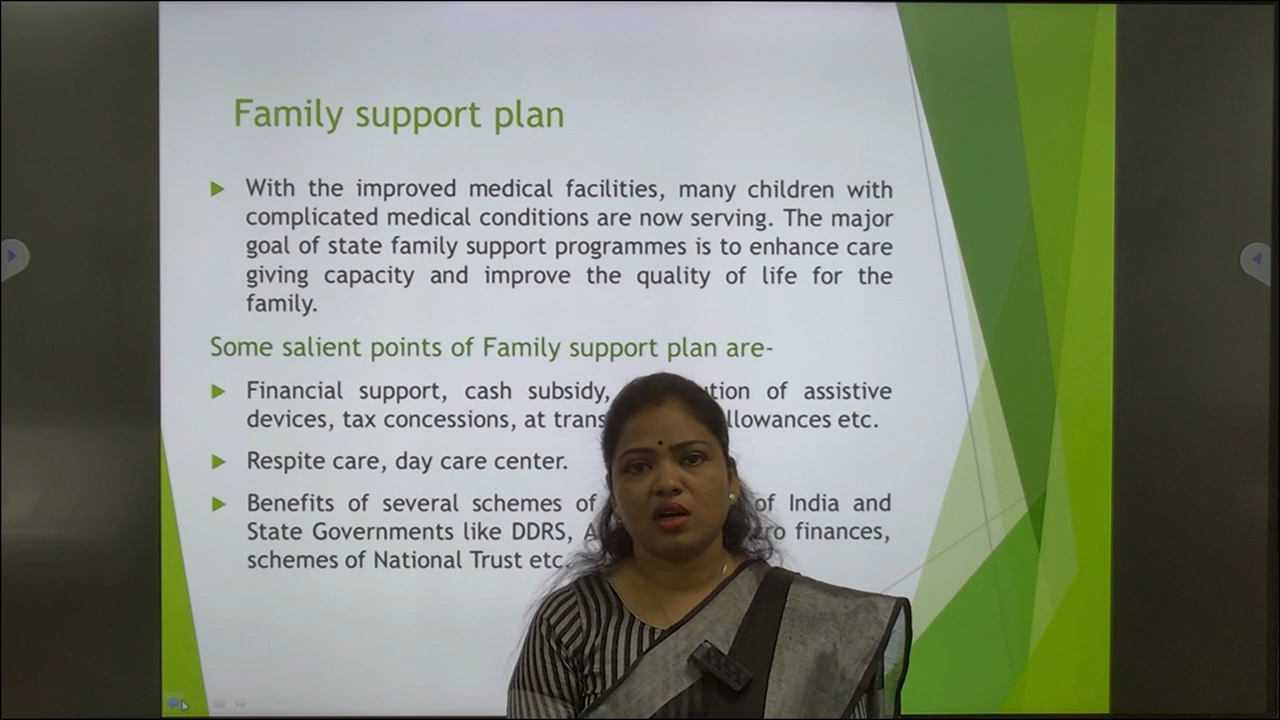 Family support plan
With the improved medical facilities, many children with
complicated medical conditions are now serving. The major
goal of state family support programmes is to enhance care
giving capacity and improve the quality of life for the
family.
Some salient points of Family support plan are-
Financial support, cash subsidy, of assistive
devices, tax concessions, at etc.
Respite care, day care center.
Benefits of several schemes of of India and
State Governments like DDRS, finances,
schemes of National Trust etc.